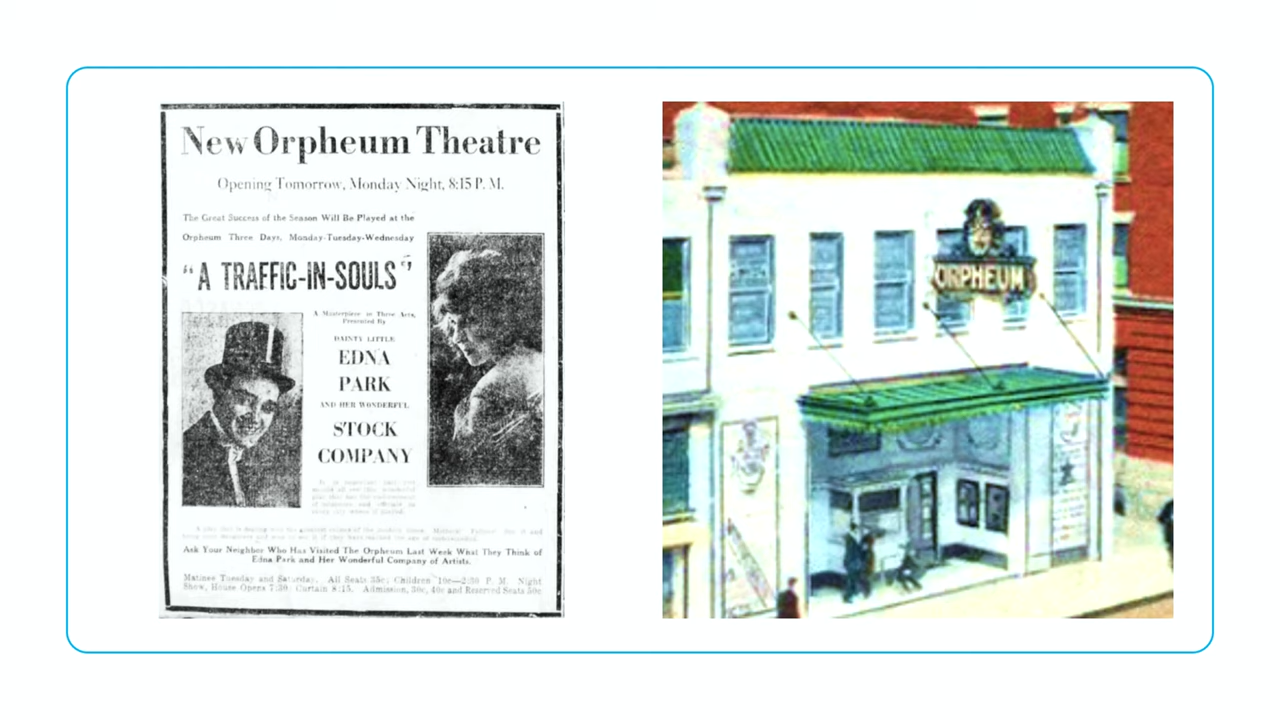 New Orpheum Theatre
Opening Tomorrow, Monday Night, 8:15 P. M.
The Great Success of the Season Will Be Played at the
Orpheum Three Days, Monday-Tuesday-Wednesday
"A TRAFFIC-IN-SOULS"
A Masterpiece in Three Acts,
Presented By
DAINTY LITTLE
EDNA
PARK
AND HER WONDERFUL
STOCK
COMPANY
Ask Your Neighbor Who Has Visited The Orpheum Last Week What They Think of
Edna Park and Her Wonderful Company of Artists.
Matinee Tuesday and Saturday. All Seats 35c; Children 10c—2:30 P. M. Night
Show, House Opens 7:30; Curtain 8:15. Admission, 30c, 40c and Reserved Seats 50c
ORPHEUM